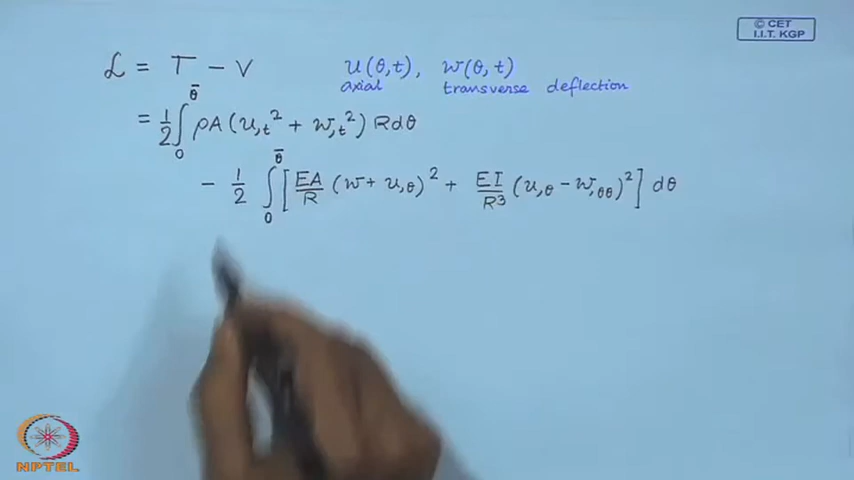 © CET
I.I.T. KGP
ℒ = T - V    u(θ,t), w(θ,t)
axial    transverse deflection
= 1/2 ∫₀^θ̄ ρA (u,t² + w,t²) R dθ
- 1/2 ∫₀^θ̄ [EA/R (w + u,θ)² + EI/R³ (u,θ - w,θθ)²] dθ
NPTEL